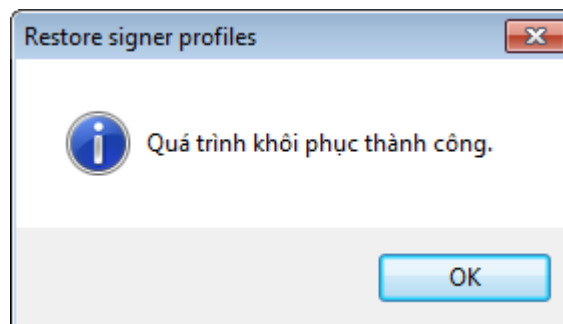 Restore signer profiles
Quá trình khôi phục thành công.
OK